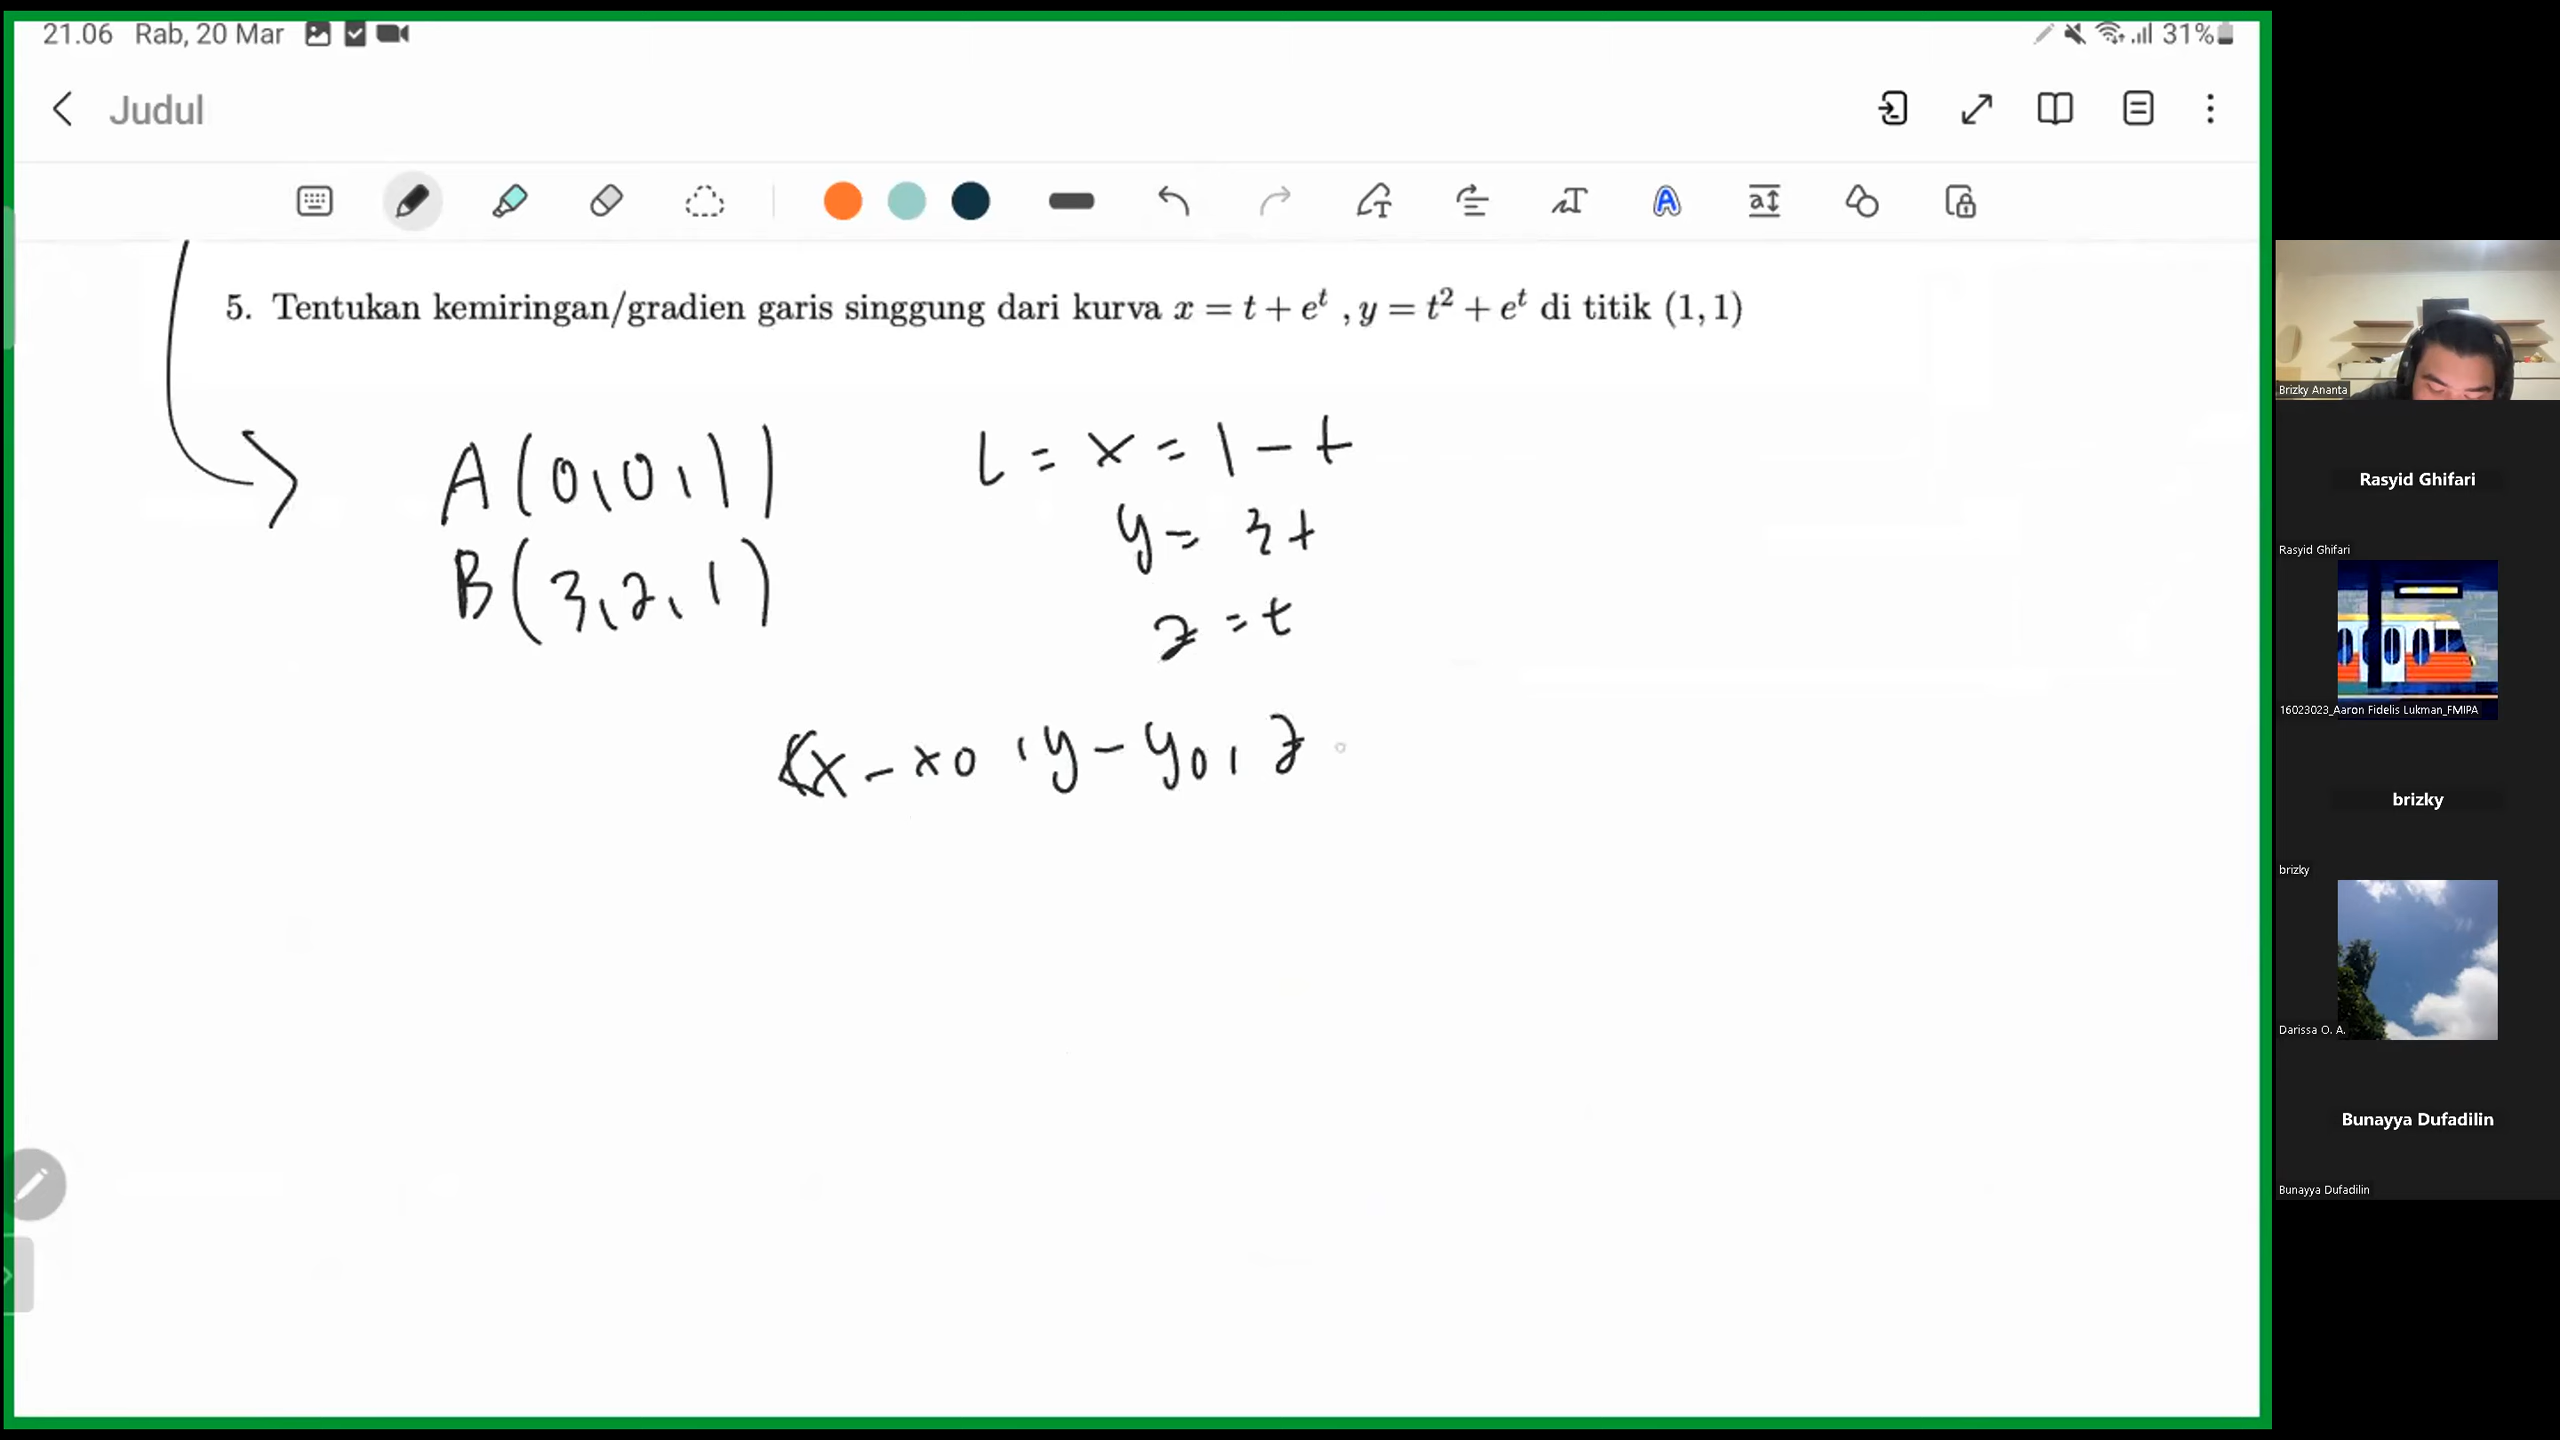 21.06 Rab, 20 Mar 31%
Judul
5. Tentukan kemiringan/gradien garis singgung dari kurva x = t + e^t , y = t^2 + e^t di titik (1, 1)
A(0,0,1) L = x = 1 - t
B(3,2,1) y = 3t
z = t
<x - x0, y - y0, z
Brizky Ananta
Rasyid Ghifari
Rasyid Ghifari
16023023_Aaron Fidelis Lukman_FMIPA
brizky
brizky
Darissa O. A.
Bunayya Dufadilin
Bunayya Dufadilin